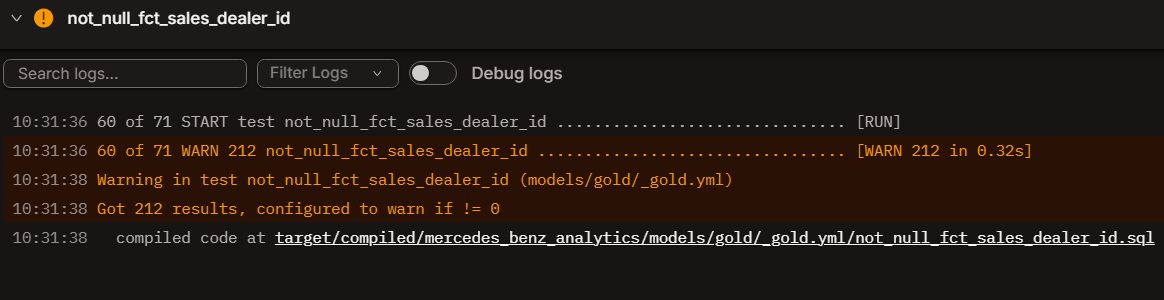 not_null_fct_sales_dealer_id
Search logs...
Filter Logs
Debug logs
10:31:36 60 of 71 START test not_null_fct_sales_dealer_id ............................... [RUN]
10:31:36 60 of 71 WARN 212 not_null_fct_sales_dealer_id ................................. [WARN 212 in 0.32s]
10:31:38 Warning in test not_null_fct_sales_dealer_id (models/gold/_gold.yml)
10:31:38 Got 212 results, configured to warn if != 0
10:31:38 compiled code at target/compiled/mercedes_benz_analytics/models/gold/_gold.yml/not_null_fct_sales_dealer_id.sql